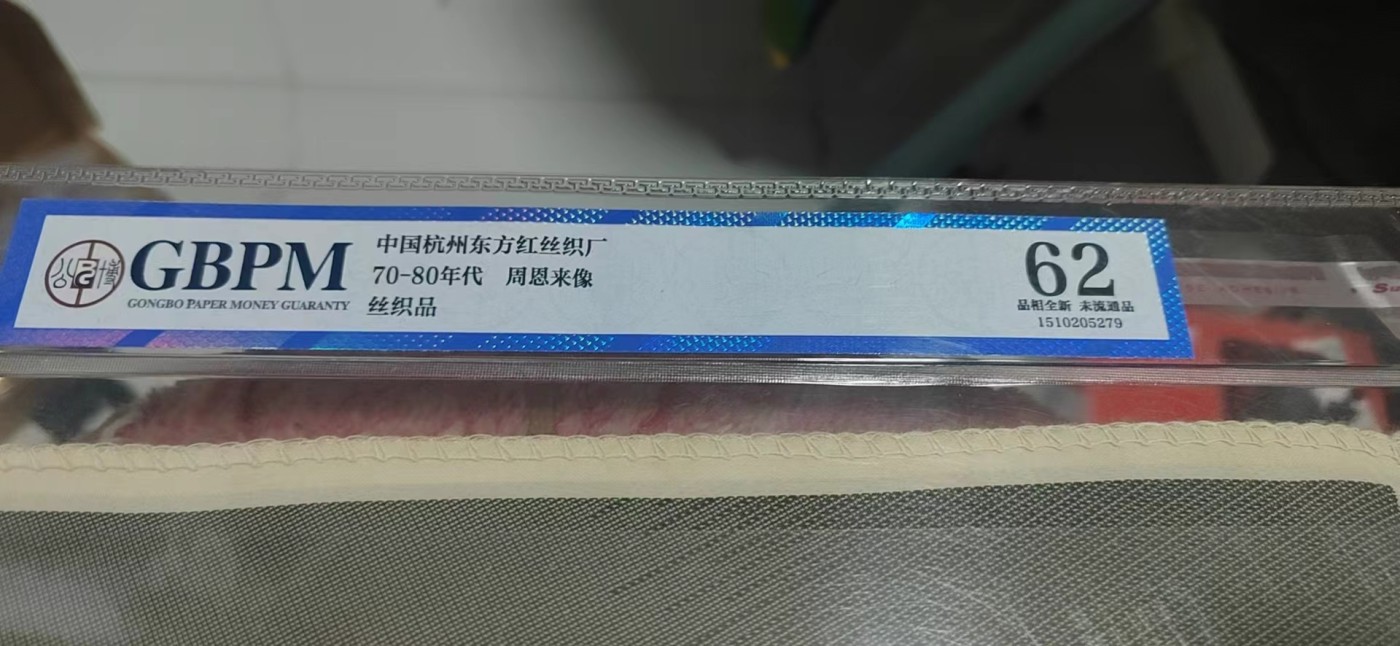 GBPM
GONGBO PAPER MONEY GUARANTY
中国杭州东方红丝织厂
70-80年代 周恩来像
丝织品
62
品相全新 未流通品
1510205279